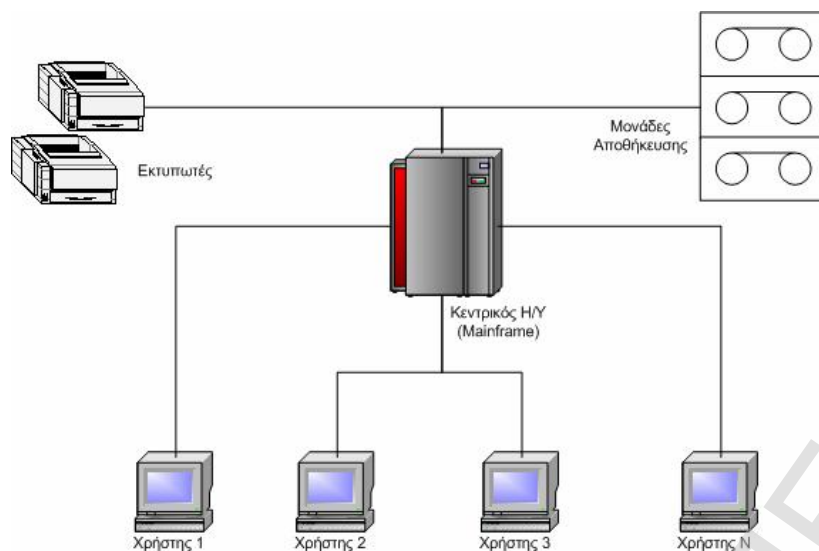 Μονάδες
Αποθήκευσης
Εκτυπωτές
Κεντρικός Η/Υ
(Mainframe)
Χρήστης 1
Χρήστης 2
Χρήστης 3
Χρήστης Ν